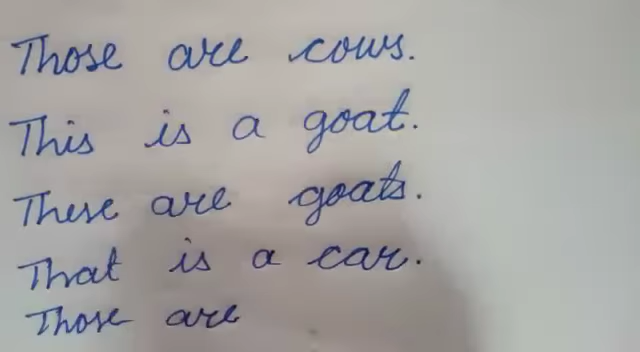 Those are cows.
This is a goat.
These are goats.
That is a car.
Those are